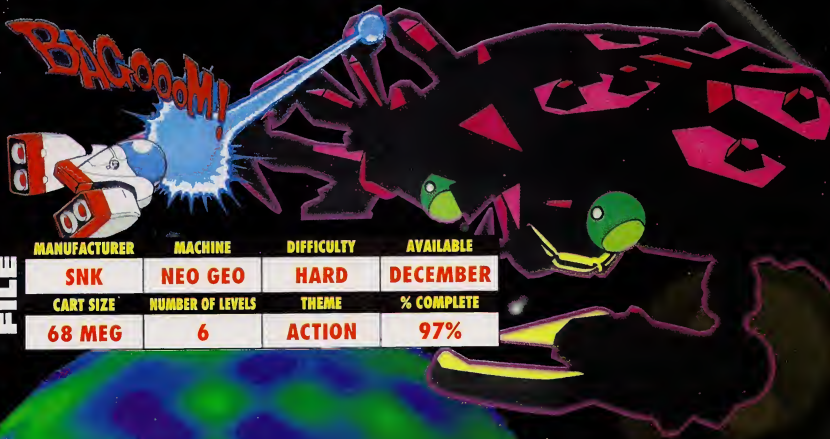 BAGOOOM!
FILE
MANUFACTURER MACHINE DIFFICULTY AVAILABLE
SNK NEO GEO HARD DECEMBER
CART SIZE NUMBER OF LEVELS THEME % COMPLETE
68 MEG 6 ACTION 97%